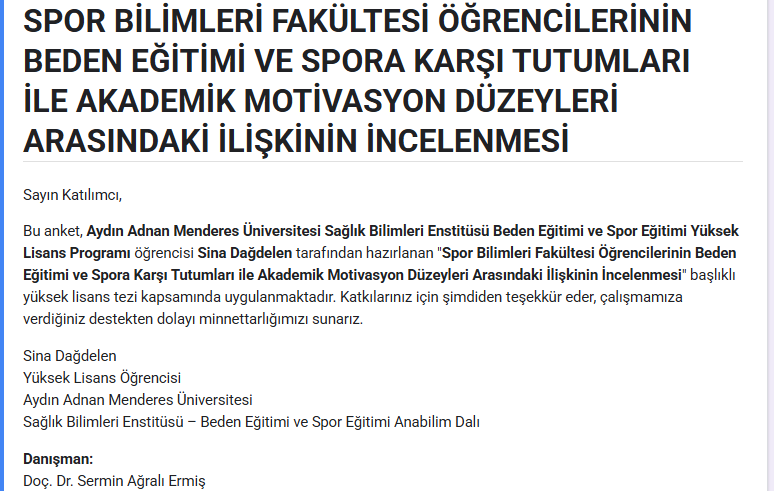 SPOR BİLİMLERİ FAKÜLTESİ ÖĞRENCİLERİNİN
BEDEN EĞİTİMİ VE SPORA KARŞI TUTUMLARI
İLE AKADEMİK MOTİVASYON DÜZEYLERİ
ARASINDAKİ İLİŞKİNİN İNCELENMESİ
Sayın Katılımcı,
Bu anket, Aydın Adnan Menderes Üniversitesi Sağlık Bilimleri Enstitüsü Beden Eğitimi ve Spor Eğitimi Yüksek
Lisans Programı öğrencisi Sina Dağdelen tarafından hazırlanan "Spor Bilimleri Fakültesi Öğrencilerinin Beden
Eğitimi ve Spora Karşı Tutumları ile Akademik Motivasyon Düzeyleri Arasındaki İlişkinin İncelenmesi" başlıklı
yüksek lisans tezi kapsamında uygulanmaktadır. Katkılarınız için şimdiden teşekkür eder, çalışmamıza
verdiğiniz destekten dolayı minnettarlığımızı sunarız.
Sina Dağdelen
Yüksek Lisans Öğrencisi
Aydın Adnan Menderes Üniversitesi
Sağlık Bilimleri Enstitüsü – Beden Eğitimi ve Spor Eğitimi Anabilim Dalı
Danışman:
Doç. Dr. Sermin Ağralı Ermiş